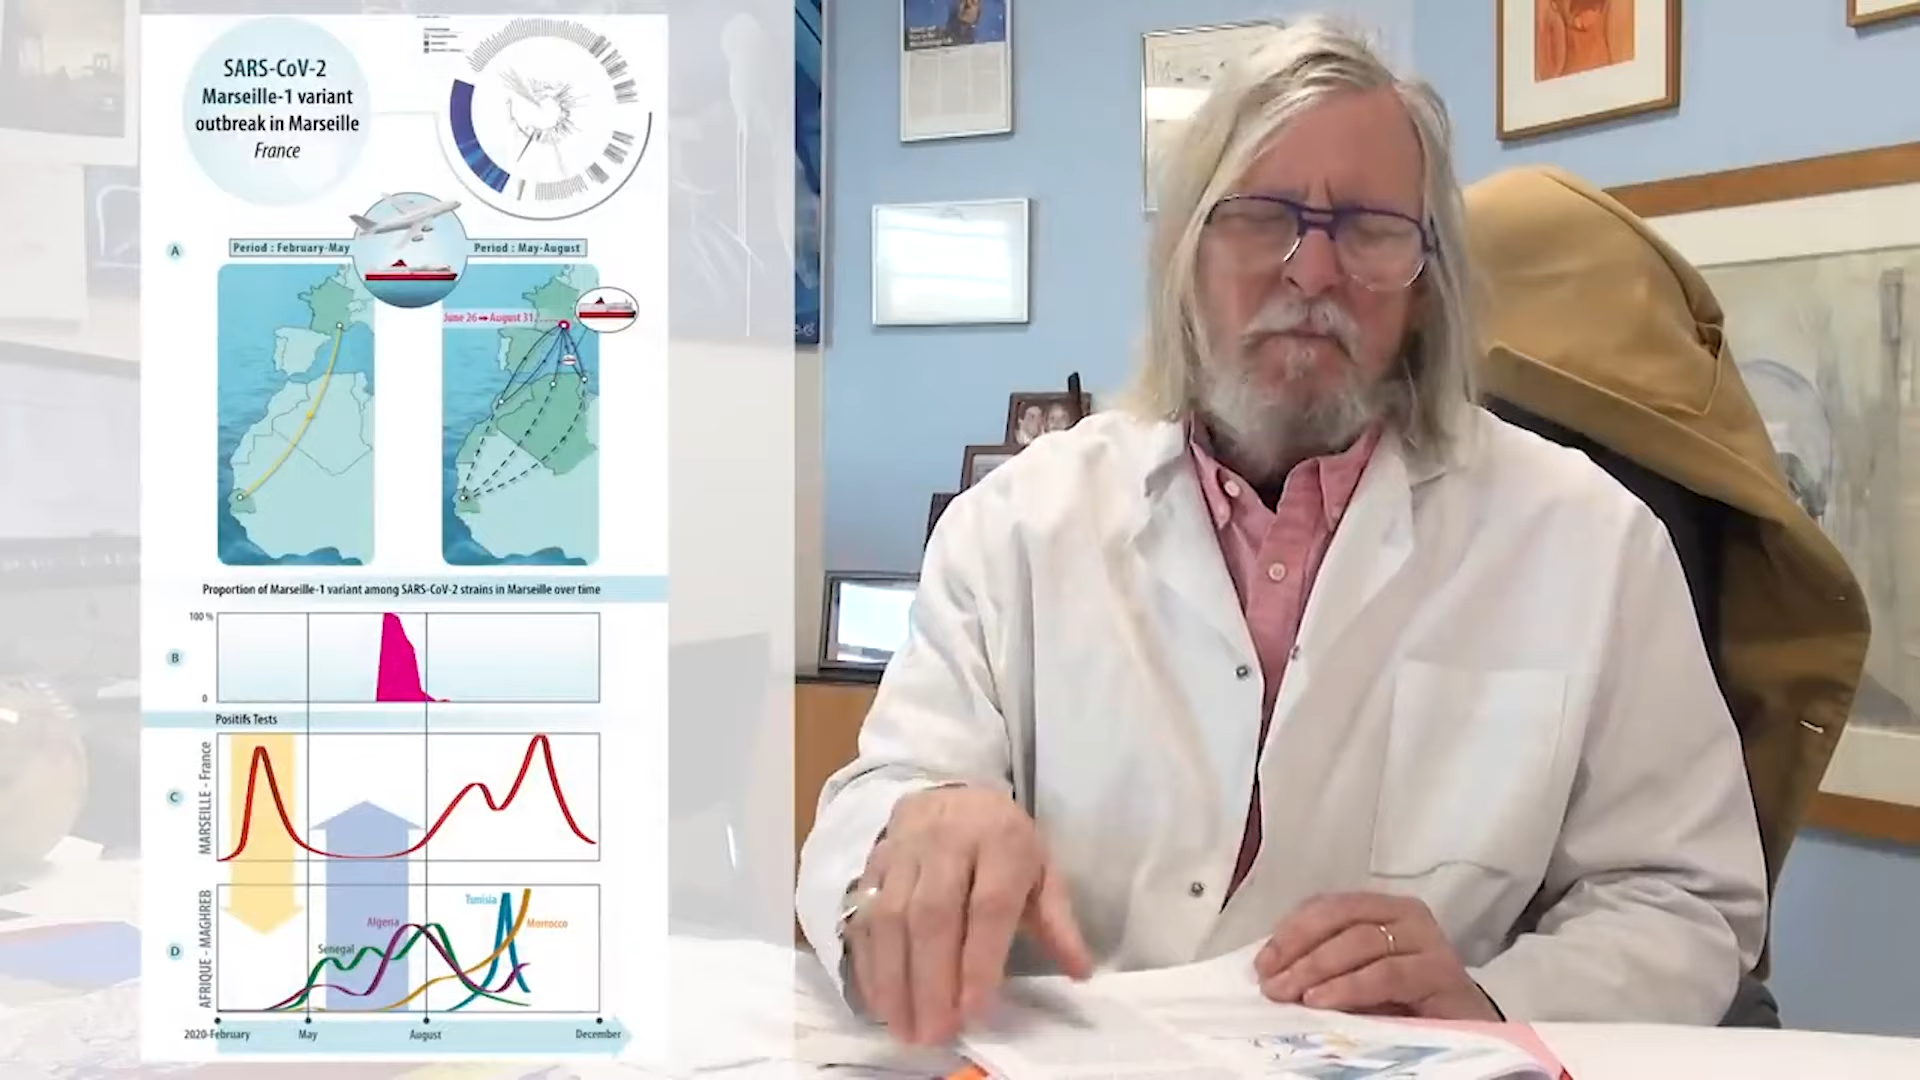 SARS-CoV-2
Marseille-1 variant
outbreak in Marseille
France
A
Period : February-May
Period : May-August
June 26 → August 31
Proportion of Marseille-1 variant among SARS-CoV-2 strains in Marseille over time
100 %
B
0
Positifs Tests
MARSEILLE - France
C
AFRIQUE - MAGHREB
D
Tunisia
Algeria
Morrocco
Senegal
2020-February
May
August
December